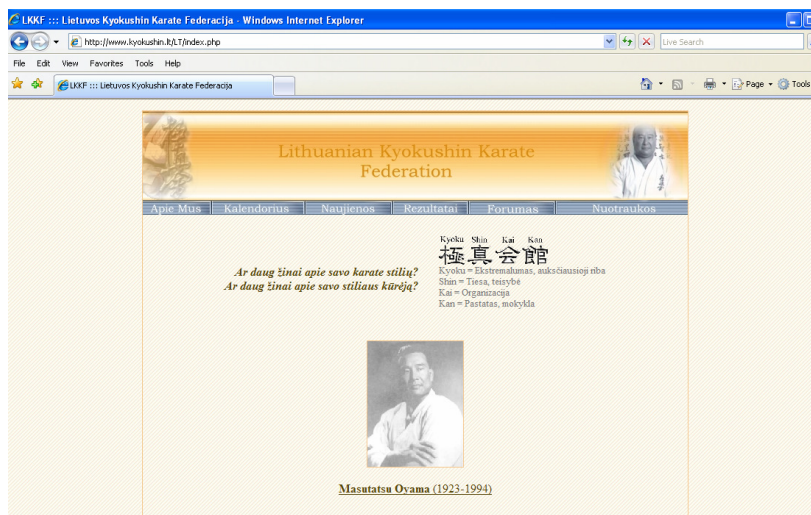 LKKF ::: Lietuvos Kyokushin Karate Federacija - Windows Internet Explorer
http://www.kyokushin.lt/LT/index.php
Live Search
File Edit View Favorites Tools Help
LKKF ::: Lietuvos Kyokushin Karate Federacija
Page Tools
Lithuanian Kyokushin Karate
Federation
Apie Mus Kalendorius Naujienos Rezultatai Forumas Nuotraukos
Kyoku Shin Kai Kan
極真会館
Ar daug žinai apie savo karate stilių?
Ar daug žinai apie savo stiliaus kūrėją?
Kyoku = Ekstremalumas, aukščiausioji riba
Shin = Tiesa, teisybė
Kai = Organizacija
Kan = Pastatas, mokykla
Masutatsu Oyama (1923-1994)